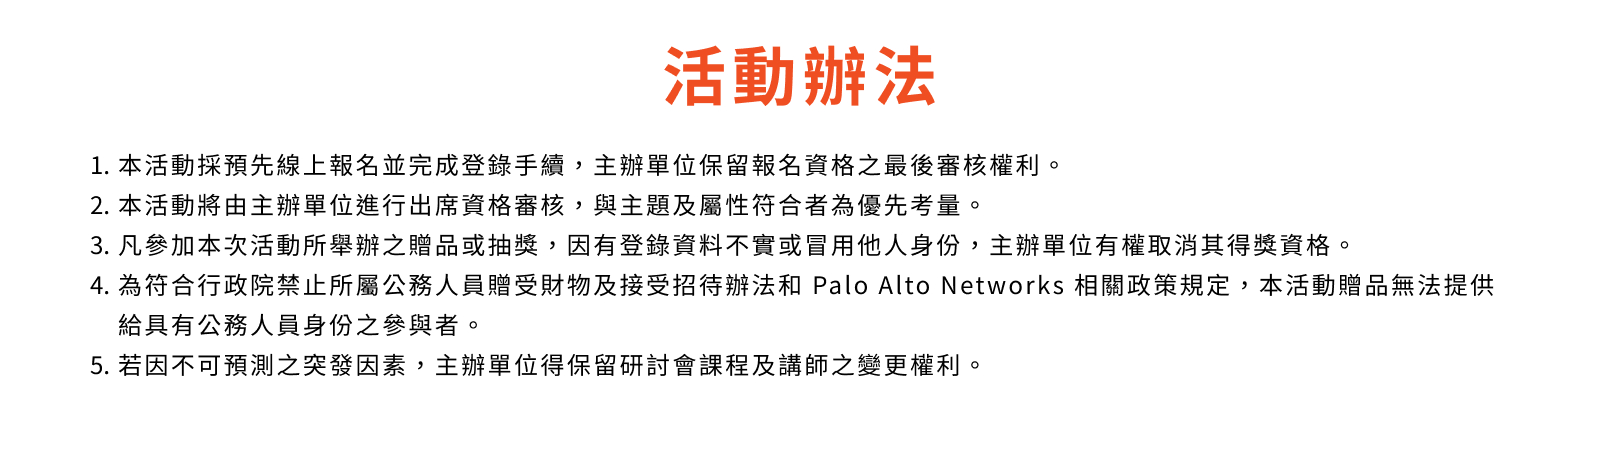 活動辦法
1. 本活動採預先線上報名並完成登錄手續，主辦單位保留報名資格之最後審核權利。
2. 本活動將由主辦單位進行出席資格審核，與主題及屬性符合者為優先考量。
3. 凡參加本次活動所舉辦之贈品或抽獎，因有登錄資料不實或冒用他人身份，主辦單位有權取消其得獎資格。
4. 為符合行政院禁止所屬公務人員贈受財物及接受招待辦法和 Palo Alto Networks 相關政策規定，本活動贈品無法提供
給具有公務人員身份之參與者。
5. 若因不可預測之突發因素，主辦單位得保留研討會課程及講師之變更權利。